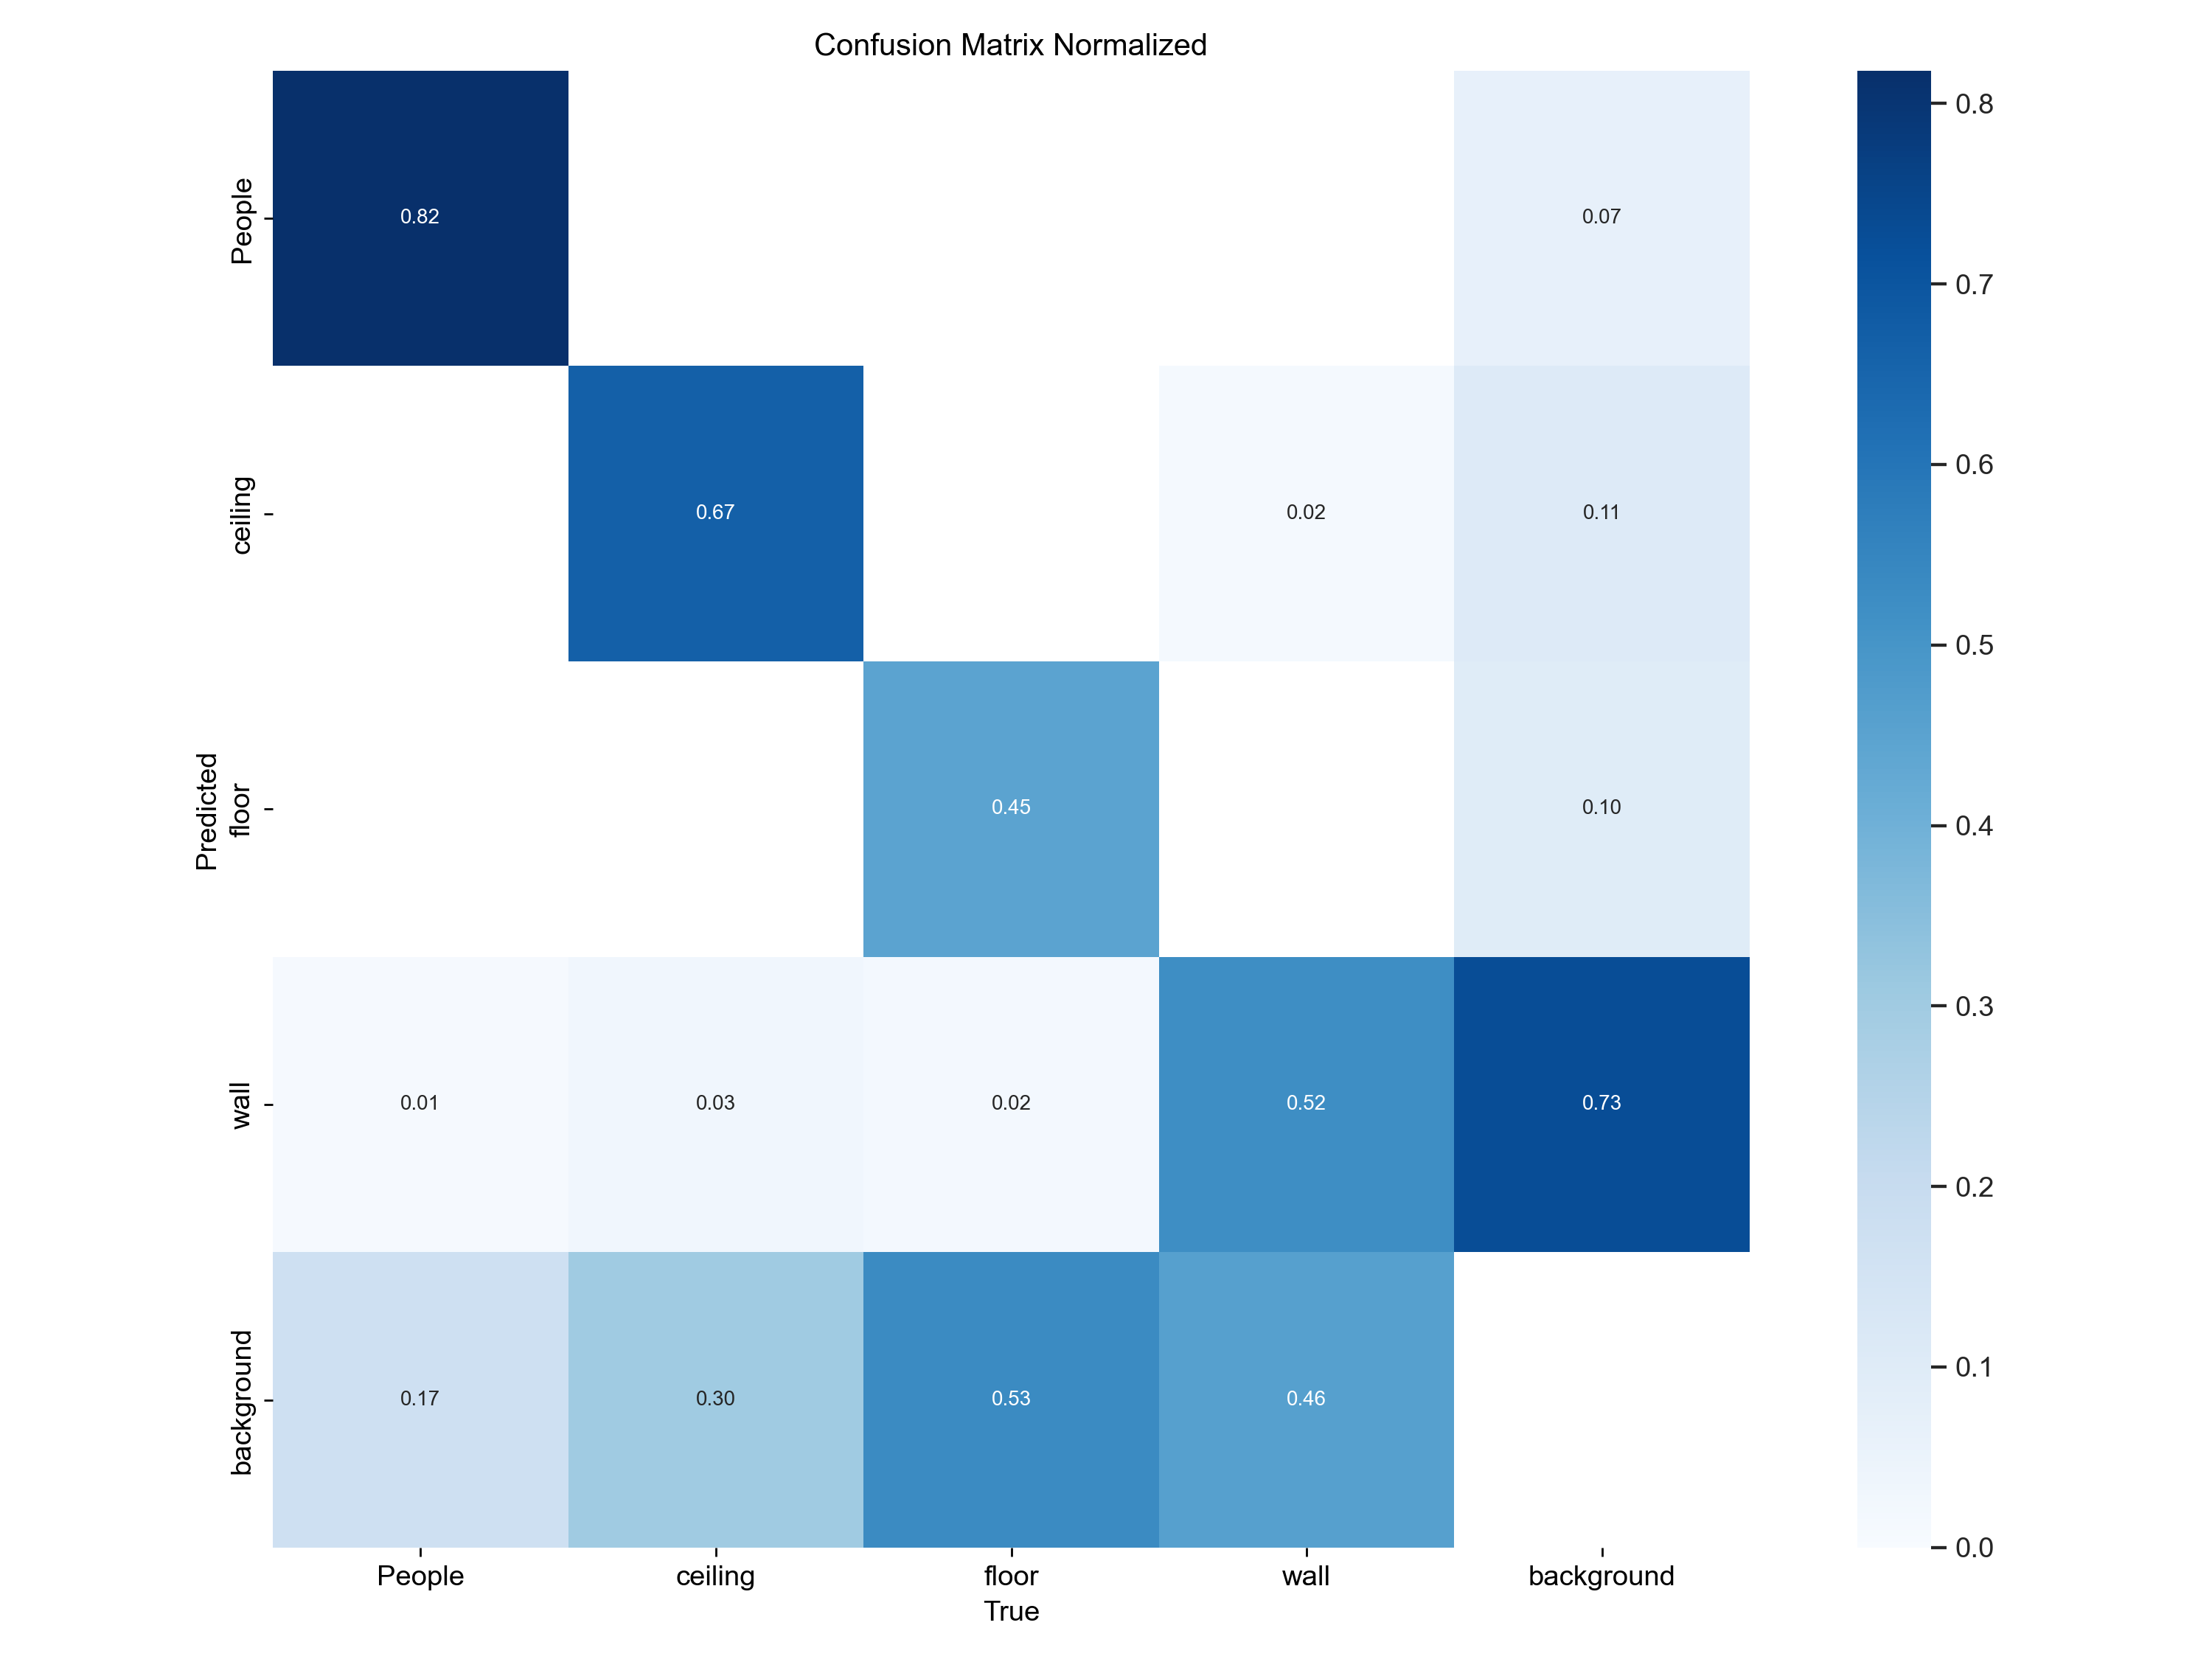 Confusion Matrix Normalized
People
0.82
0.07
ceiling
0.67
0.02
0.11
Predicted
floor
0.45
0.10
wall
0.01
0.03
0.02
0.52
0.73
background
0.17
0.30
0.53
0.46
People
ceiling
floor
wall
background
True
0.8
0.7
0.6
0.5
0.4
0.3
0.2
0.1
0.0